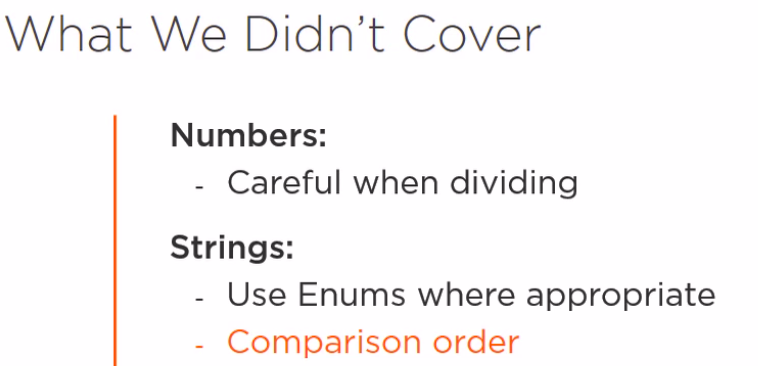 What We Didn't Cover
Numbers:
- Careful when dividing
Strings:
- Use Enums where appropriate
- Comparison order